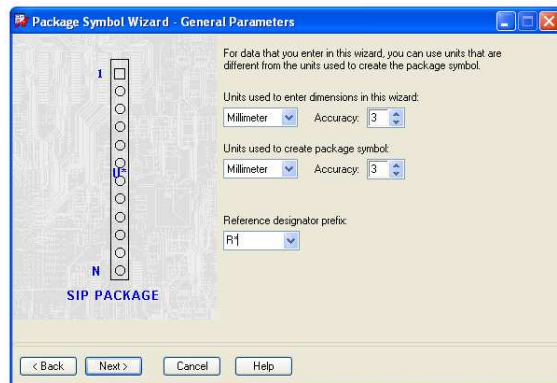 Package Symbol Wizard - General Parameters
1
U*
N
SIP PACKAGE
For data that you enter in this wizard, you can use units that are
different from the units used to create the package symbol.
Units used to enter dimensions in this wizard:
Millimeter Accuracy: 3
Units used to create package symbol:
Millimeter Accuracy: 3
Reference designator prefix:
R*
< Back Next > Cancel Help